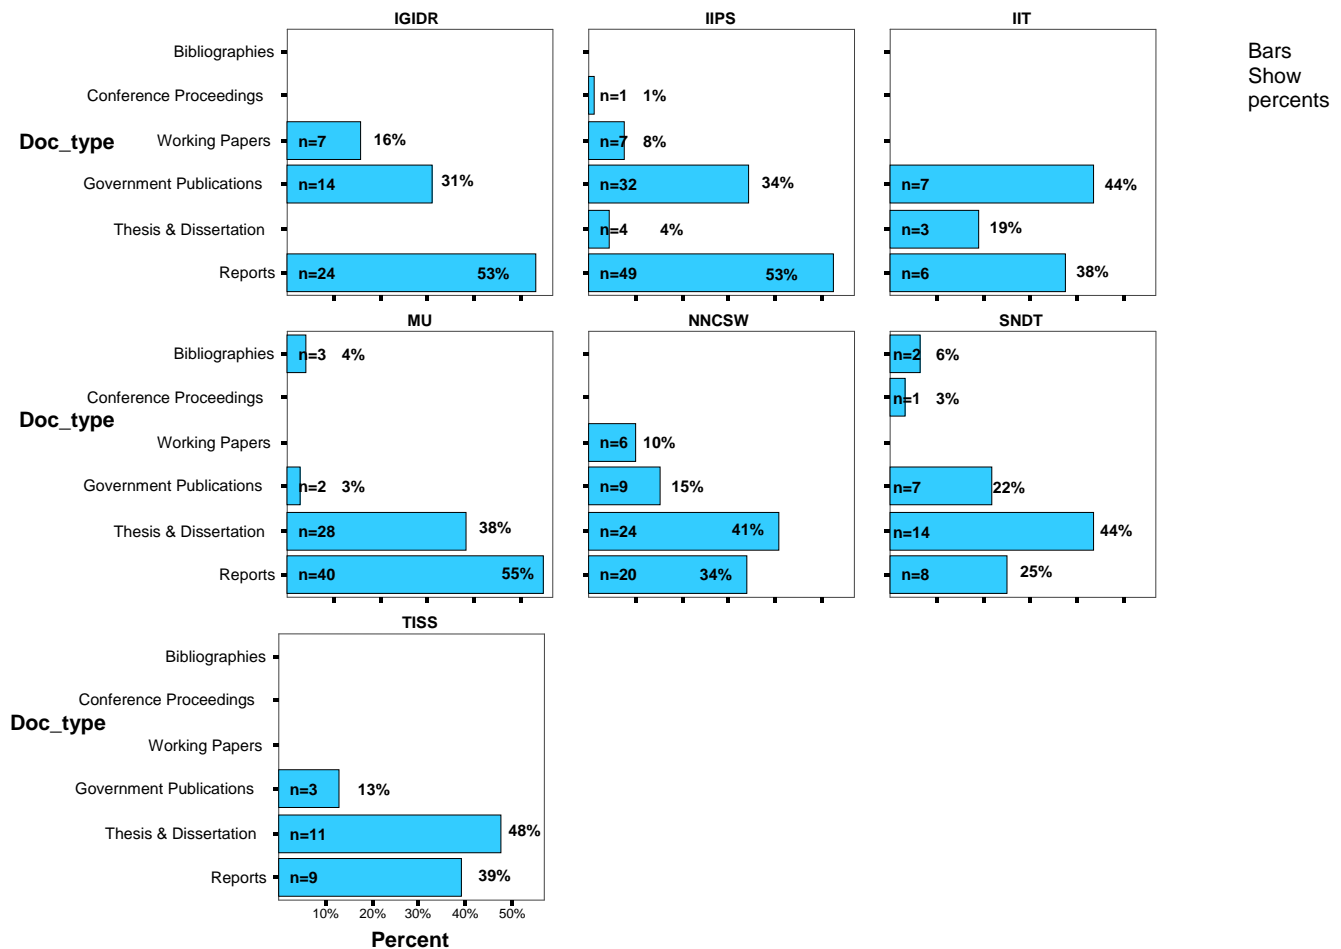 IGIDR
IIPS
IIT
Bars
Show
percents
Doc_type
Bibliographies
Conference Proceedings
n=1 1%
Working Papers
n=7 16%
n=7 8%
Government Publications
n=14 31%
n=32 34%
n=7 44%
Thesis & Dissertation
n=4 4%
n=3 19%
Reports
n=24 53%
n=49 53%
n=6 38%
MU
NNCSW
SNDT
Doc_type
Bibliographies
n=3 4%
n=2 6%
Conference Proceedings
n=1 3%
Working Papers
n=6 10%
Government Publications
n=2 3%
n=9 15%
n=7 22%
Thesis & Dissertation
n=28 38%
n=24 41%
n=14 44%
Reports
n=40 55%
n=20 34%
n=8 25%
TISS
Doc_type
Bibliographies
Conference Proceedings
Working Papers
Government Publications
n=3 13%
Thesis & Dissertation
n=11 48%
Reports
n=9 39%
10% 20% 30% 40% 50%
Percent